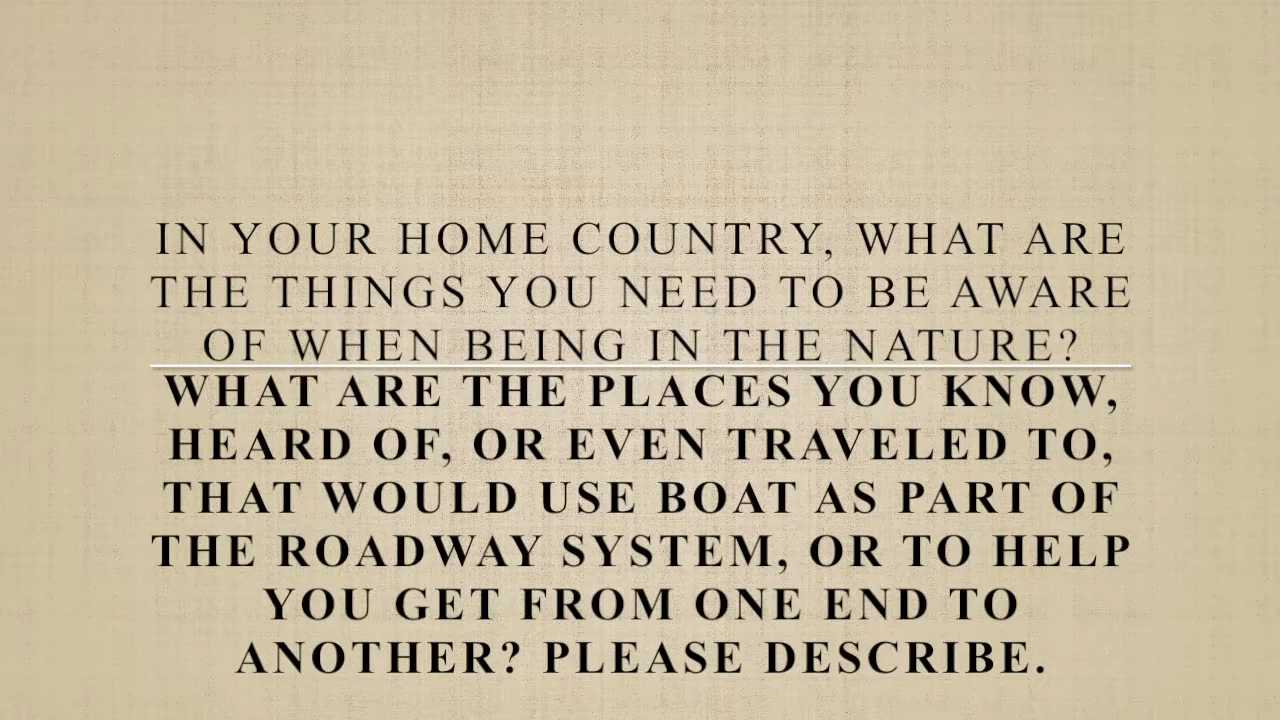 IN YOUR HOME COUNTRY, WHAT ARE
THE THINGS YOU NEED TO BE AWARE
OF WHEN BEING IN THE NATURE?
WHAT ARE THE PLACES YOU KNOW,
HEARD OF, OR EVEN TRAVELED TO,
THAT WOULD USE BOAT AS PART OF
THE ROADWAY SYSTEM, OR TO HELP
YOU GET FROM ONE END TO
ANOTHER? PLEASE DESCRIBE.